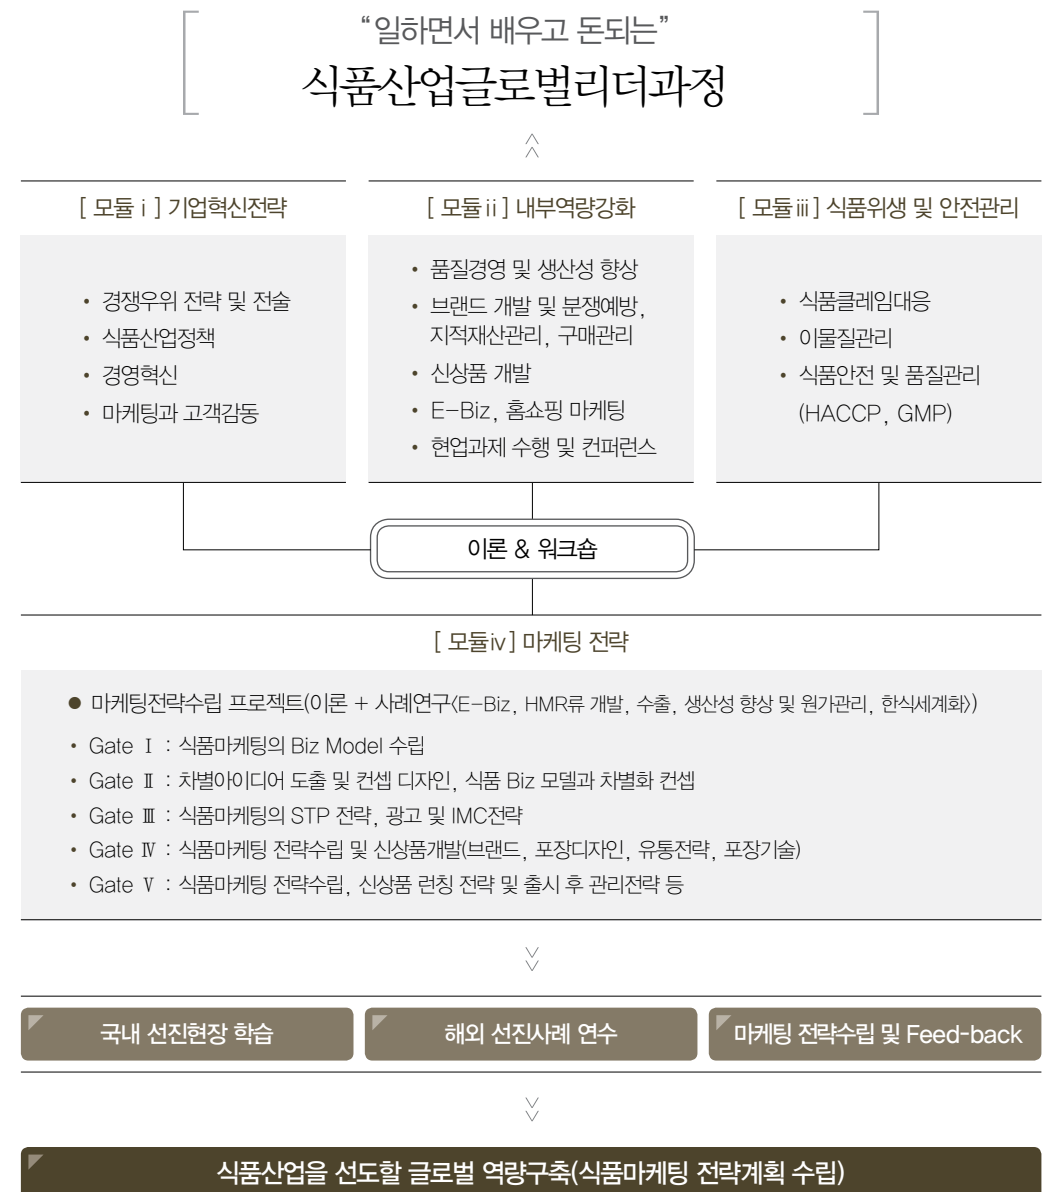 “일하면서 배우고 돈되는”
식품산업글로벌리더과정
[ 모듈 i ] 기업혁신전략
• 경쟁우위 전략 및 전술
• 식품산업정책
• 경영혁신
• 마케팅과 고객감동
[ 모듈 ii ] 내부역량강화
• 품질경영 및 생산성 향상
• 브랜드 개발 및 분쟁예방,
지적재산관리, 구매관리
• 신상품 개발
• E-Biz, 홈쇼핑 마케팅
• 현업과제 수행 및 컨퍼런스
[ 모듈 iii ] 식품위생 및 안전관리
• 식품클레임대응
• 이물질관리
• 식품안전 및 품질관리
(HACCP, GMP)
이론 & 워크숍
[ 모듈 iv ] 마케팅 전략
● 마케팅전략수립 프로젝트(이론 + 사례연구〈E-Biz, HMR류 개발, 수출, 생산성 향상 및 원가관리, 한식세계화〉)
• Gate Ⅰ : 식품마케팅의 Biz Model 수립
• Gate Ⅱ : 차별아이디어 도출 및 컨셉 디자인, 식품 Biz 모델과 차별화 컨셉
• Gate Ⅲ : 식품마케팅의 STP 전략, 광고 및 IMC전략
• Gate Ⅳ : 식품마케팅 전략수립 및 신상품개발(브랜드, 포장디자인, 유통전략, 포장기술)
• Gate Ⅴ : 식품마케팅 전략수립, 신상품 런칭 전략 및 출시 후 관리전략 등
국내 선진현장 학습
해외 선진사례 연수
마케팅 전략수립 및 Feed-back
식품산업을 선도할 글로벌 역량구축(식품마케팅 전략계획 수립)